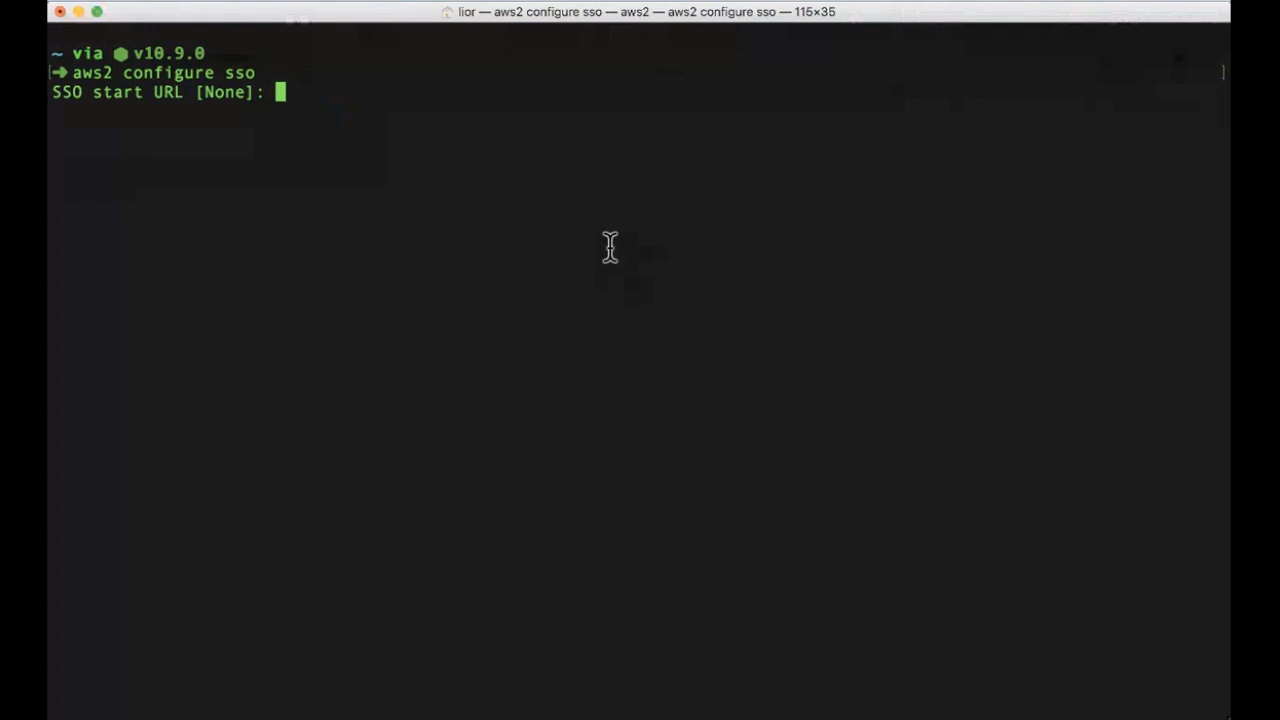 lior — aws2 configure sso — aws2 — aws2 configure sso — 115×35
~ via ⬢ v10.9.0
[➜ aws2 configure sso ]
SSO start URL [None]: